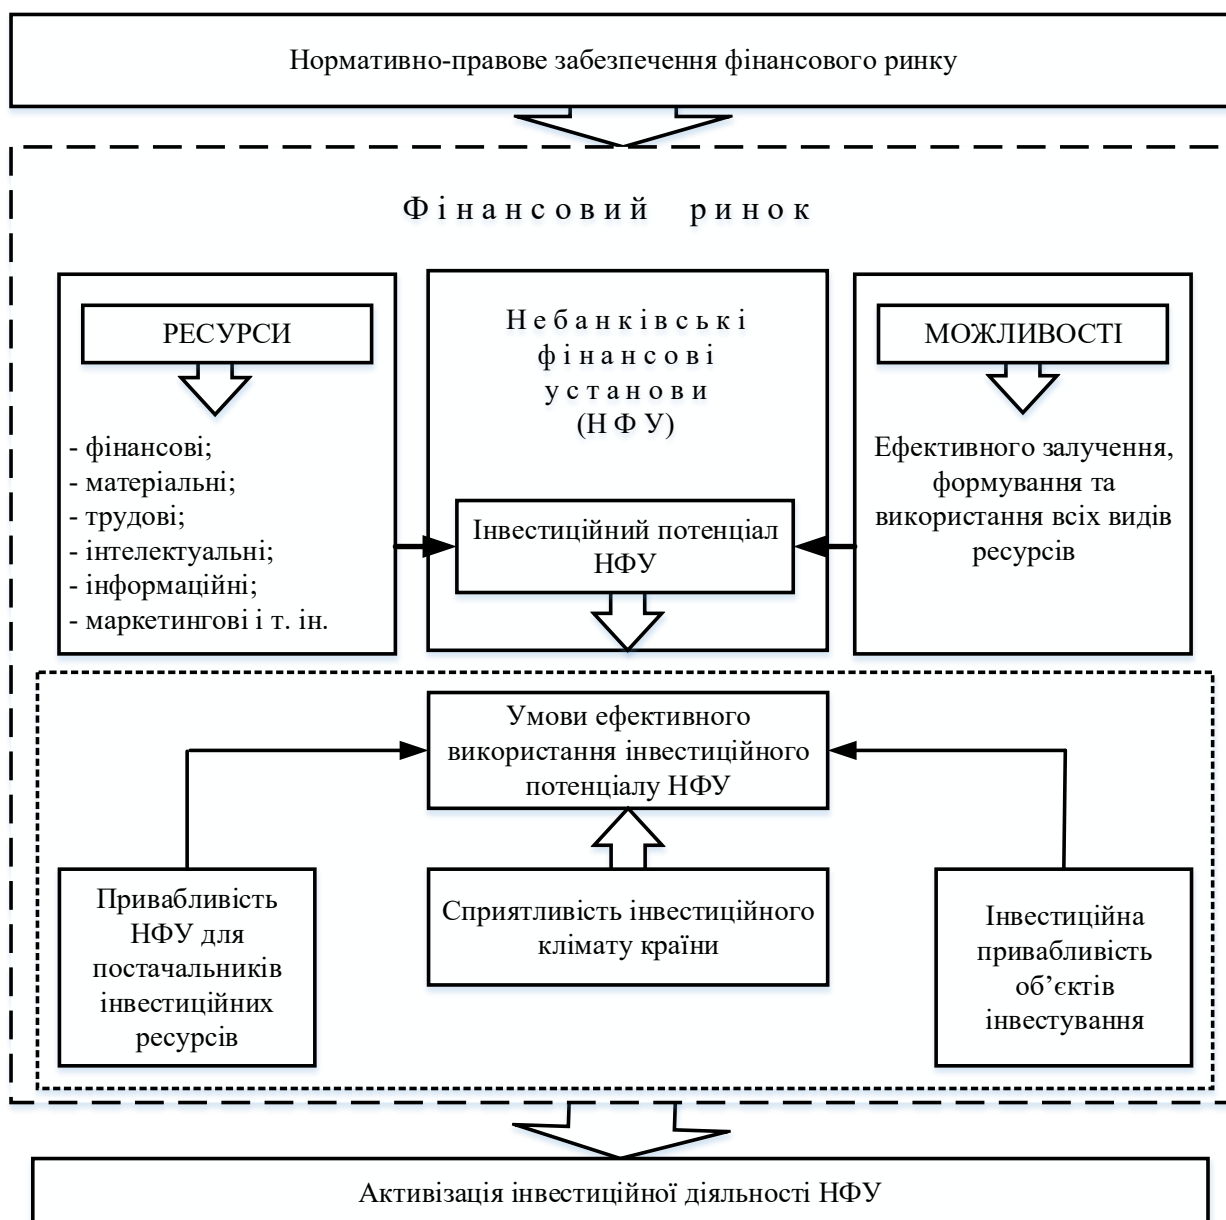 Нормативно-правове забезпечення фінансового ринку
Фінансовий ринок
РЕСУРСИ
- фінансові;
- матеріальні;
- трудові;
- інтелектуальні;
- інформаційні;
- маркетингові і т. ін.
Небанківські
фінансові
установи
(НФУ)
Інвестиційний потенціал
НФУ
МОЖЛИВОСТІ
Ефективного залучення,
формування та
використання всіх видів
ресурсів
Умови ефективного
використання інвестиційного
потенціалу НФУ
Привабливість
НФУ для
постачальників
інвестиційних
ресурсів
Сприятливість інвестиційного
клімату країни
Інвестиційна
привабливість
об’єктів
інвестування
Активізація інвестиційної діяльності НФУ